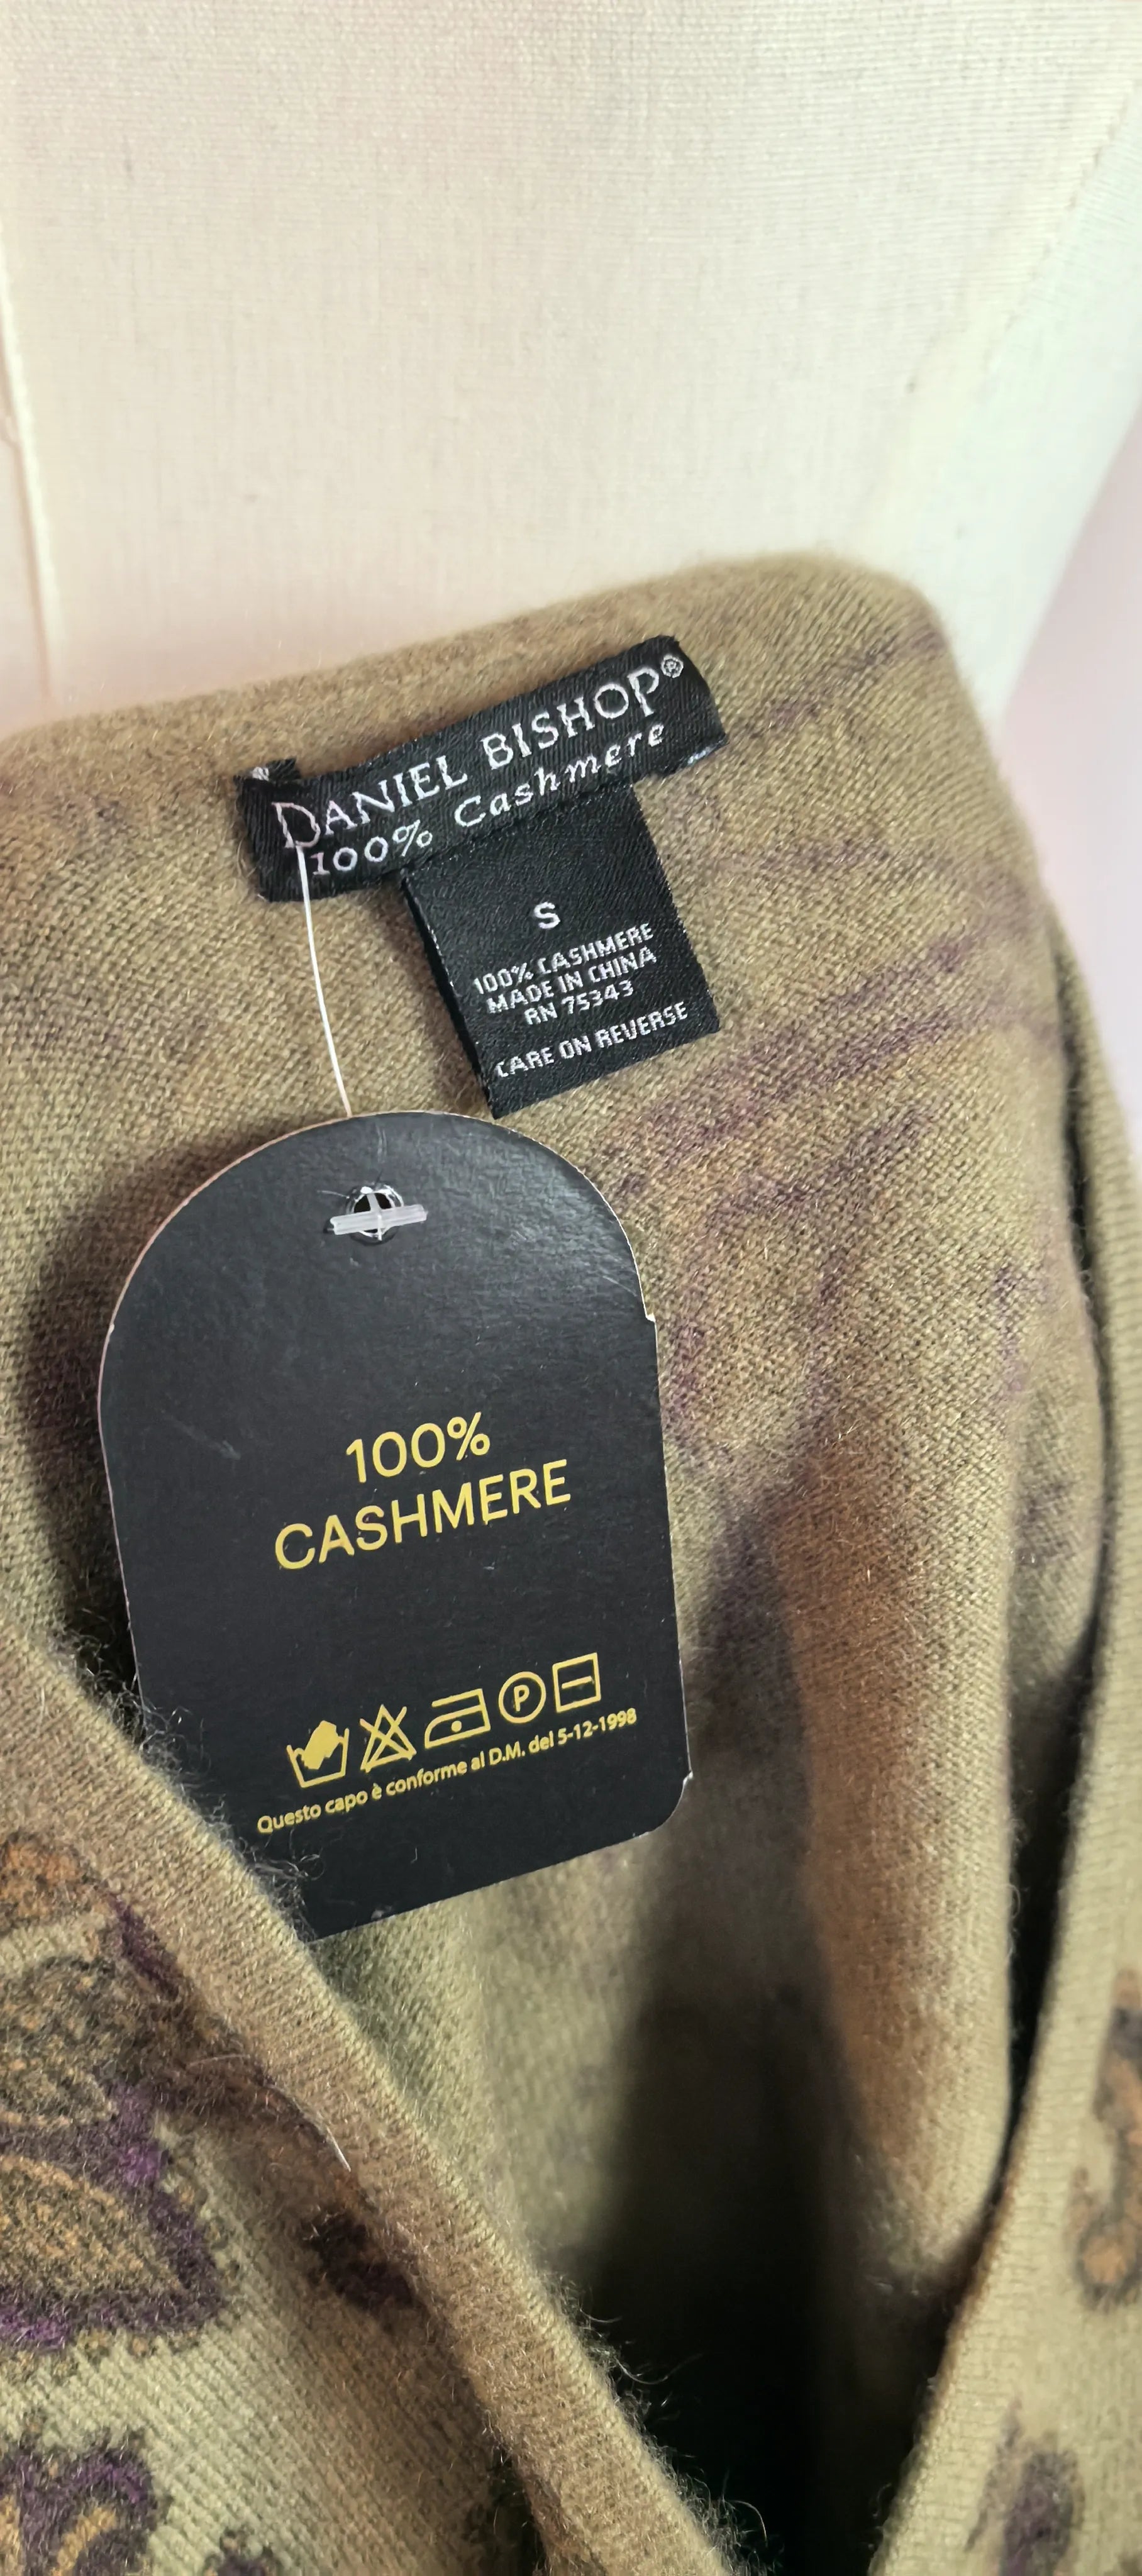 DANIEL BISHOP®
100% Cashmere
S
100% CASHMERE
MADE IN CHINA
RN 75343
CARE ON REVERSE
100%
CASHMERE
P
Questo capo è conforme al D.M. del 5-12-1998